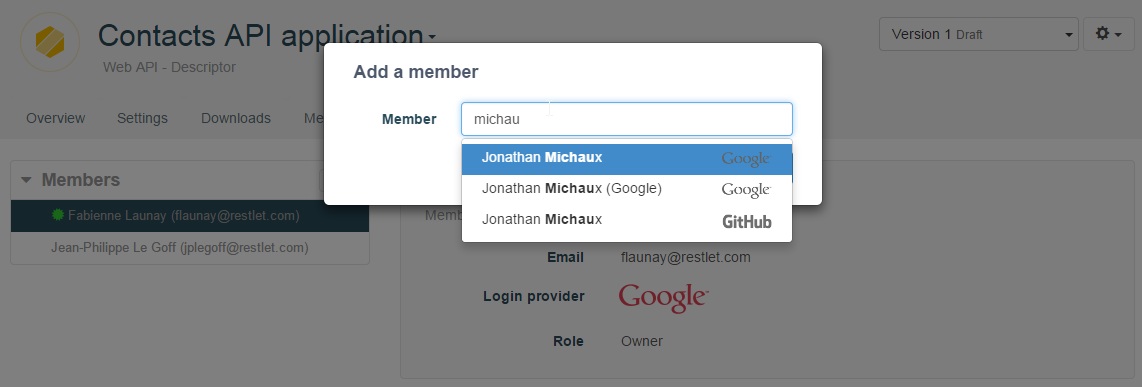 Contacts API application
Web API - Descriptor
Version 1 Draft
Add a member
Member michau
Jonathan Michaux Google
Jonathan Michaux (Google) Google
Jonathan Michaux GitHub
Overview Settings Downloads Me
Members
Fabienne Launay (flaunay@restlet.com)
Jean-Philippe Le Goff (jplegoff@restlet.com)
Memb
Email flaunay@restlet.com
Login provider Google
Role Owner